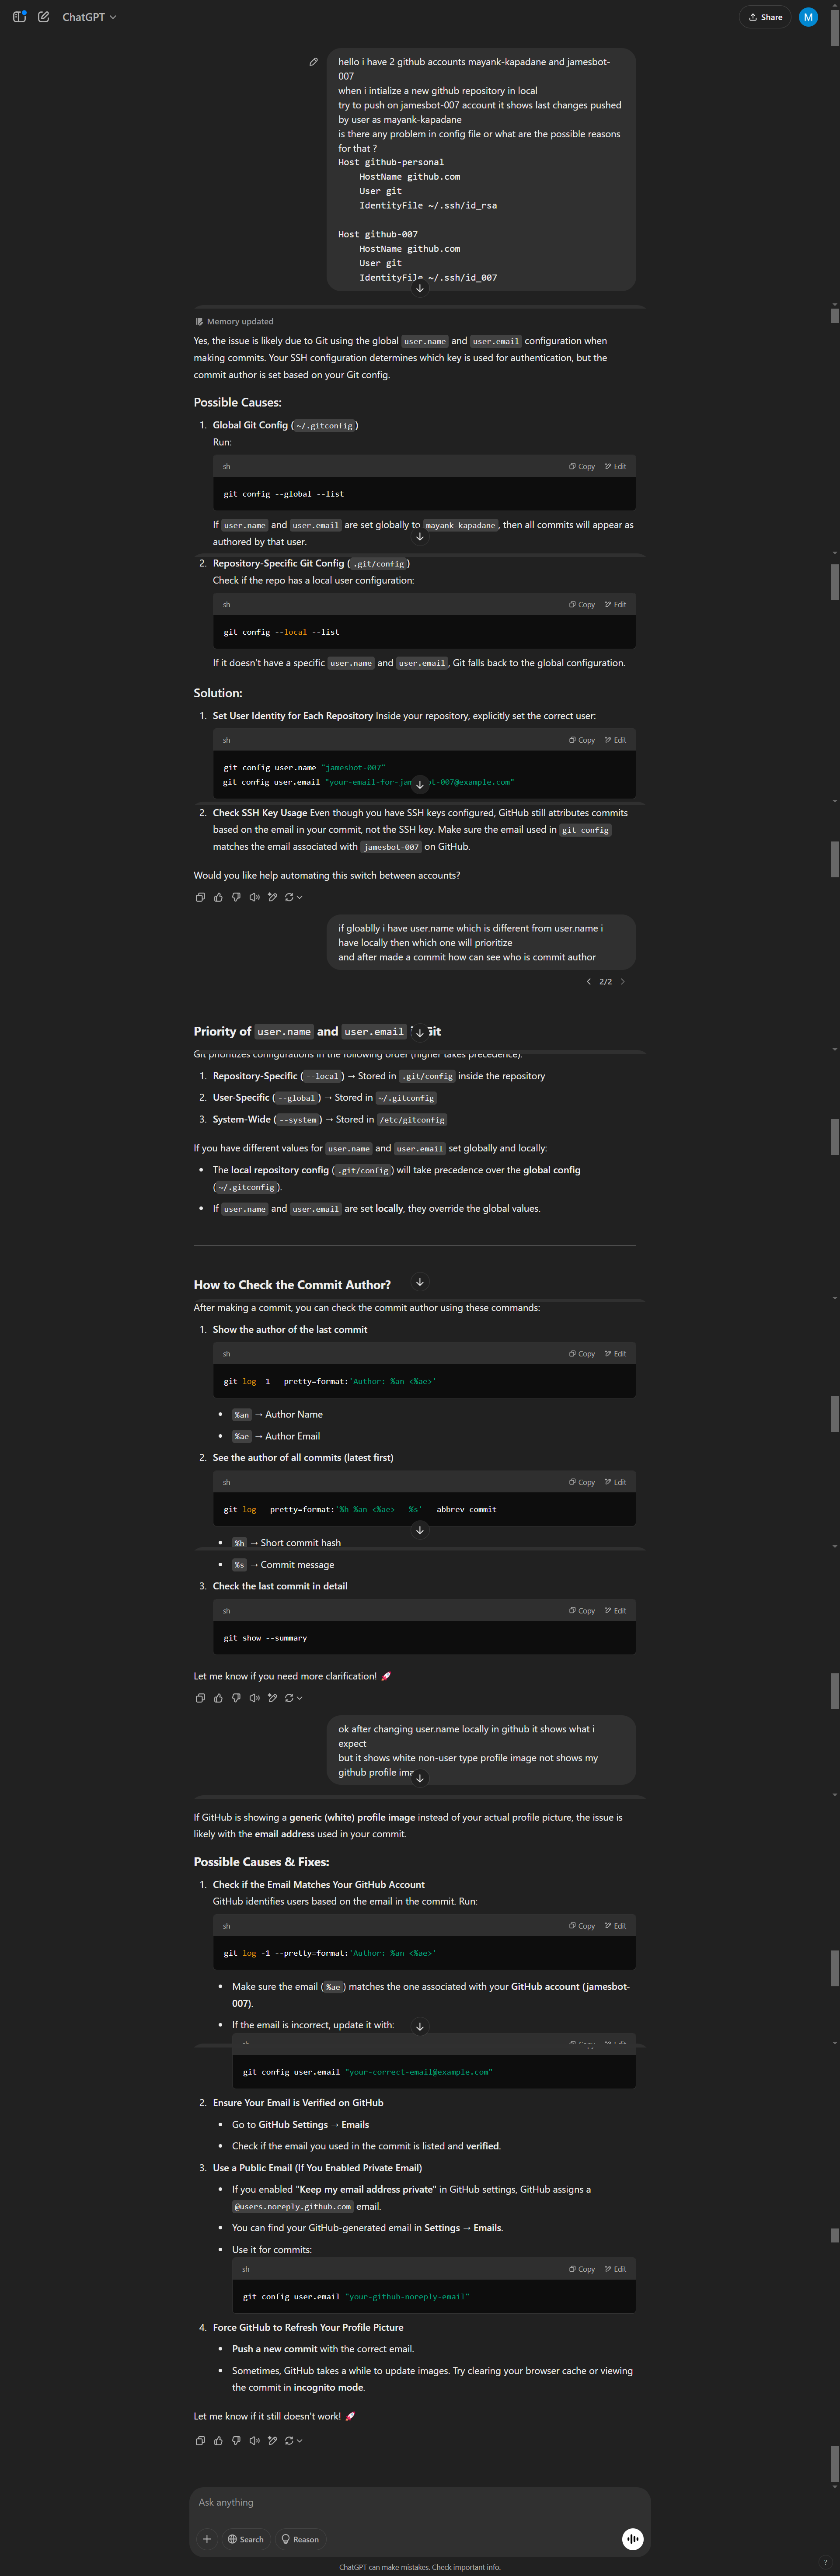 ChatGPT
Share
M
hello i have 2 github accounts mayank-kapadane and jamesbot-
007
when i intialize a new github repository in local
try to push on jamesbot-007 account it shows last changes pushed
by user as mayank-kapadane
is there any problem in config file or what are the possible reasons
for that ?
Host github-personal
HostName github.com
User git
IdentityFile ~/.ssh/id_rsa
Host github-007
HostName github.com
User git
IdentityFile ~/.ssh/id_007
Memory updated
Yes, the issue is likely due to Git using the global user.name and user.email configuration when
making commits. Your SSH configuration determines which key is used for authentication, but the
commit author is set based on your Git config.
Possible Causes:
1. Global Git Config (~/.gitconfig)
Run:
sh Copy Edit
git config --global --list
If user.name and user.email are set globally to mayank-kapadane, then all commits will appear as
authored by that user.
2. Repository-Specific Git Config (.git/config)
Check if the repo has a local user configuration:
sh Copy Edit
git config --local --list
If it doesn't have a specific user.name and user.email, Git falls back to the global configuration.
Solution:
1. Set User Identity for Each Repository Inside your repository, explicitly set the correct user:
sh Copy Edit
git config user.name "jamesbot-007"
git config user.email "your-email-for-jamesbot-007@example.com"
2. Check SSH Key Usage Even though you have SSH keys configured, GitHub still attributes commits
based on the email in your commit, not the SSH key. Make sure the email used in git config
matches the email associated with jamesbot-007 on GitHub.
Would you like help automating this switch between accounts?
if gloablly i have user.name which is different from user.name i
have locally then which one will prioritize
and after made a commit how can see who is commit author
2/2
Priority of user.name and user.email in Git
Git prioritizes configurations in the following order (higher takes precedence):
1. Repository-Specific (--local) → Stored in .git/config inside the repository
2. User-Specific (--global) → Stored in ~/.gitconfig
3. System-Wide (--system) → Stored in /etc/gitconfig
If you have different values for user.name and user.email set globally and locally:
• The local repository config (.git/config) will take precedence over the global config
(~/.gitconfig).
• If user.name and user.email are set locally, they override the global values.
How to Check the Commit Author?
After making a commit, you can check the commit author using these commands:
1. Show the author of the last commit
sh Copy Edit
git log -1 --pretty=format:'Author: %an <%ae>'
• %an → Author Name
• %ae → Author Email
2. See the author of all commits (latest first)
sh Copy Edit
git log --pretty=format:'%h %an <%ae> - %s' --abbrev-commit
• %h → Short commit hash
• %s → Commit message
3. Check the last commit in detail
sh Copy Edit
git show --summary
Let me know if you need more clarification! 🚀
ok after changing user.name locally in github it shows what i
expect
but it shows white non-user type profile image not shows my
github profile ima
If GitHub is showing a generic (white) profile image instead of your actual profile picture, the issue is
likely with the email address used in your commit.
Possible Causes & Fixes:
1. Check if the Email Matches Your GitHub Account
GitHub identifies users based on the email in the commit. Run:
sh Copy Edit
git log -1 --pretty=format:'Author: %an <%ae>'
• Make sure the email (%ae) matches the one associated with your GitHub account (jamesbot-
007).
• If the email is incorrect, update it with:
git config user.email "your-correct-email@example.com"
2. Ensure Your Email is Verified on GitHub
• Go to GitHub Settings → Emails
• Check if the email you used in the commit is listed and verified.
3. Use a Public Email (If You Enabled Private Email)
• If you enabled "Keep my email address private" in GitHub settings, GitHub assigns a
@users.noreply.github.com email.
• You can find your GitHub-generated email in Settings → Emails.
• Use it for commits:
sh Copy Edit
git config user.email "your-github-noreply-email"
4. Force GitHub to Refresh Your Profile Picture
• Push a new commit with the correct email.
• Sometimes, GitHub takes a while to update images. Try clearing your browser cache or viewing
the commit in incognito mode.
Let me know if it still doesn't work! 🚀
Ask anything
Search
Reason
ChatGPT can make mistakes. Check important info.
?